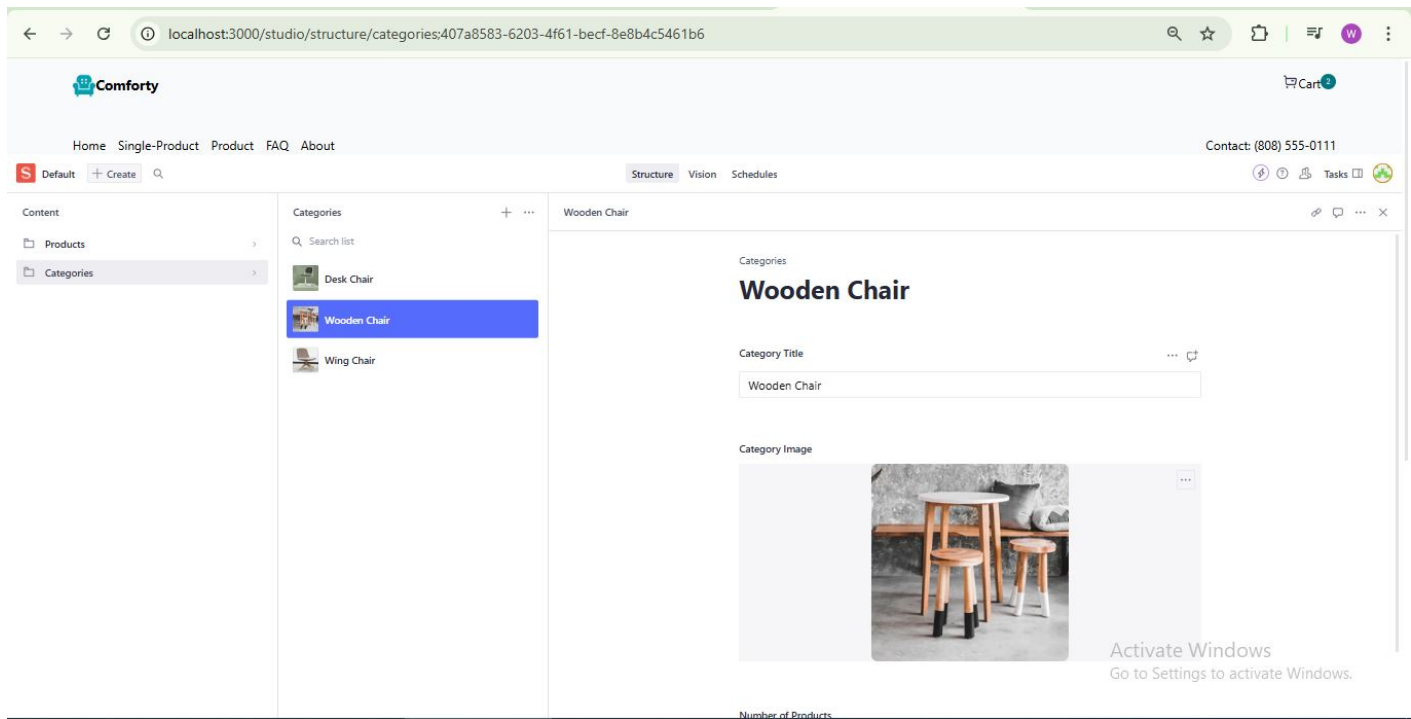 localhost:3000/studio/structure/categories;407a8583-6203-4f61-becf-8e8b4c5461b6
W
Comforty
Cart 2
Home Single-Product Product FAQ About
Contact: (808) 555-0111
S Default + Create
Structure Vision Schedules
Tasks
Content
Products
Categories
Categories
Search list
Desk Chair
Wooden Chair
Wing Chair
Wooden Chair
Categories
Wooden Chair
Category Title
Wooden Chair
Category Image
Activate Windows
Go to Settings to activate Windows.
Number of Products